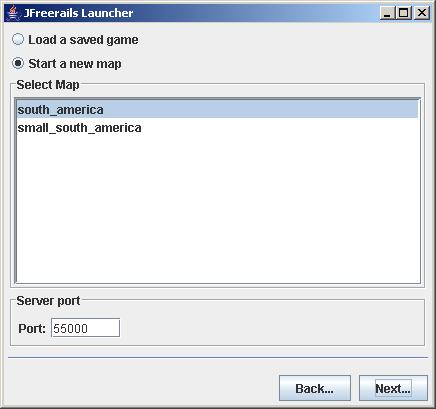 JFreerails Launcher
Load a saved game
Start a new map
Select Map
south_america
small_south_america
Server port
Port: 55000
Back... Next...